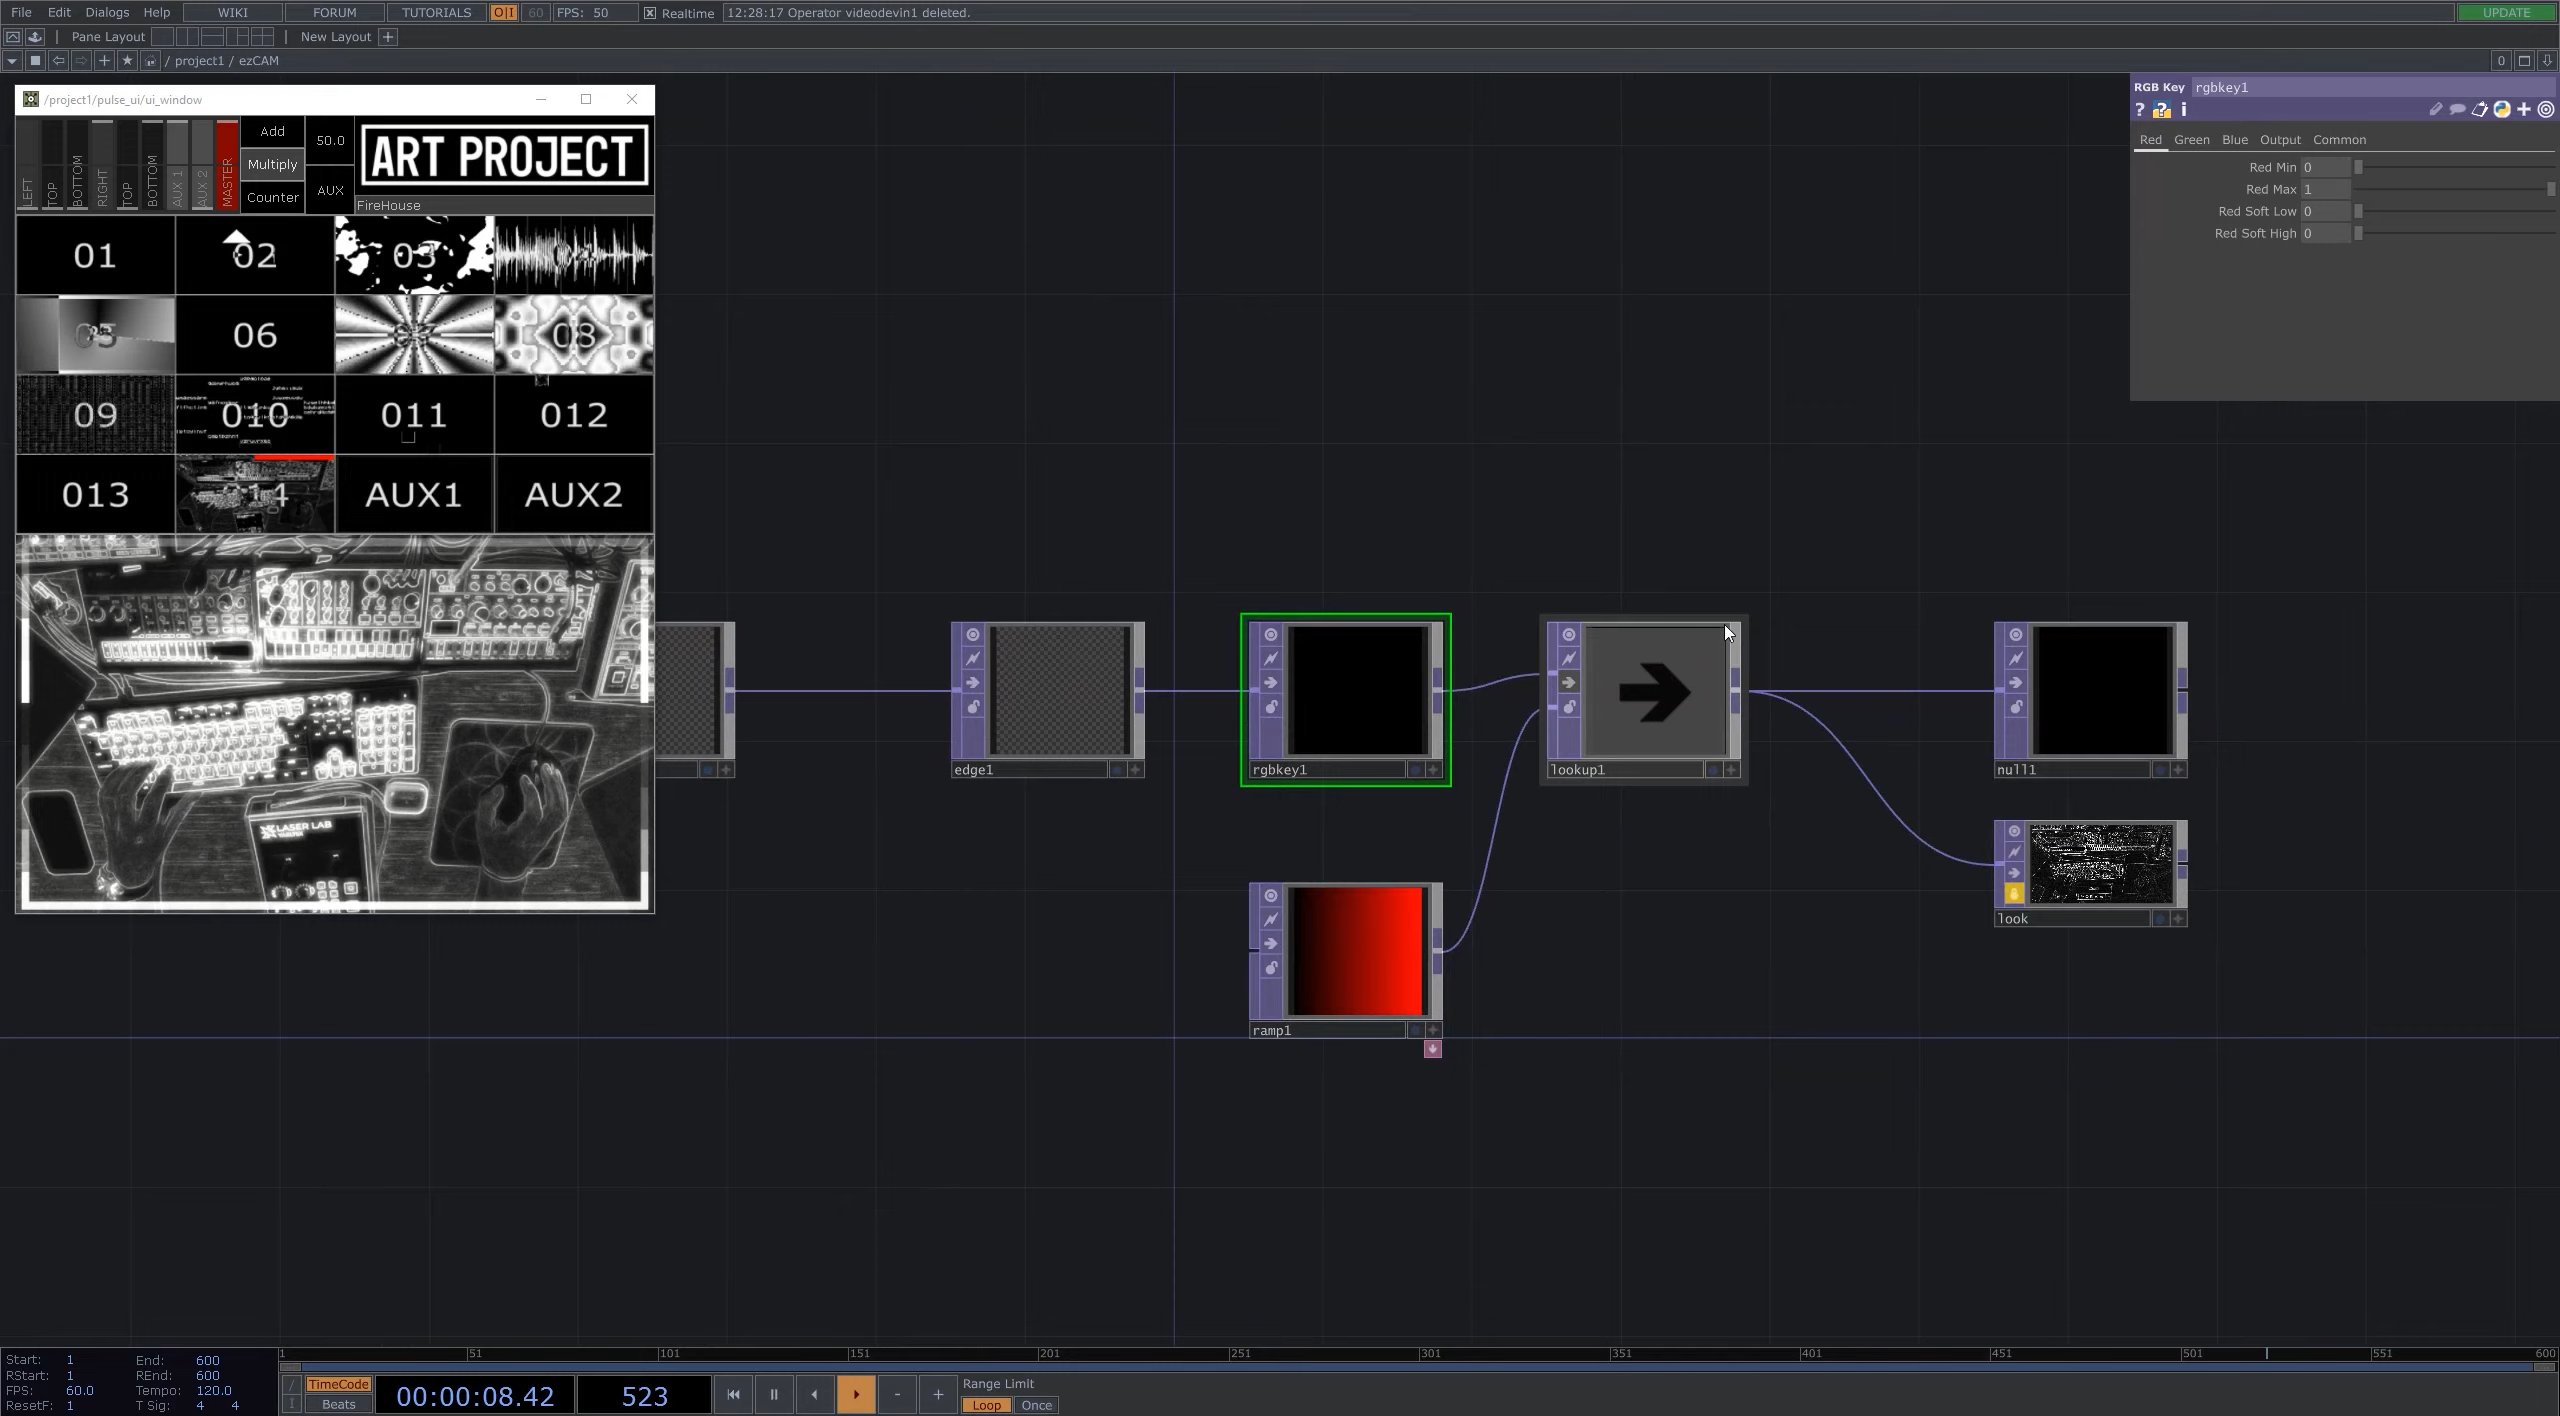 File Edit Dialogs Help WIKI FORUM TUTORIALS O|I 60 FPS: 50 Realtime 12:28:17 Operator videodevin1 deleted. UPDATE
Pane Layout New Layout +
/ project1 / ezCAM 0
/project1/pulse_ui/ui_window
LEFT TOP BOTTOM RIGHT TOP BOTTOM AUX 1 AUX 2 MASTER
Add
Multiply
Counter
50.0
AUX
ART PROJECT
FireHouse
01 02 03
06 08
09 010 011 012
013 AUX1 AUX2
LASER LAB
RGB Key rgbkey1
? ? i
Red Green Blue Output Common
Red Min 0
Red Max 1
Red Soft Low 0
Red Soft High 0
edge1 rgbkey1 lookup1 null1
look
ramp1
1 51 101 151 201 251 301 351 401 451 501 551 600
Start: 1 End: 600
RStart: 1 REnd: 600
FPS: 60.0 Tempo: 120.0
ResetF: 1 T Sig: 4 4
TimeCode
Beats
00:00:08.42 523
Range Limit
Loop Once